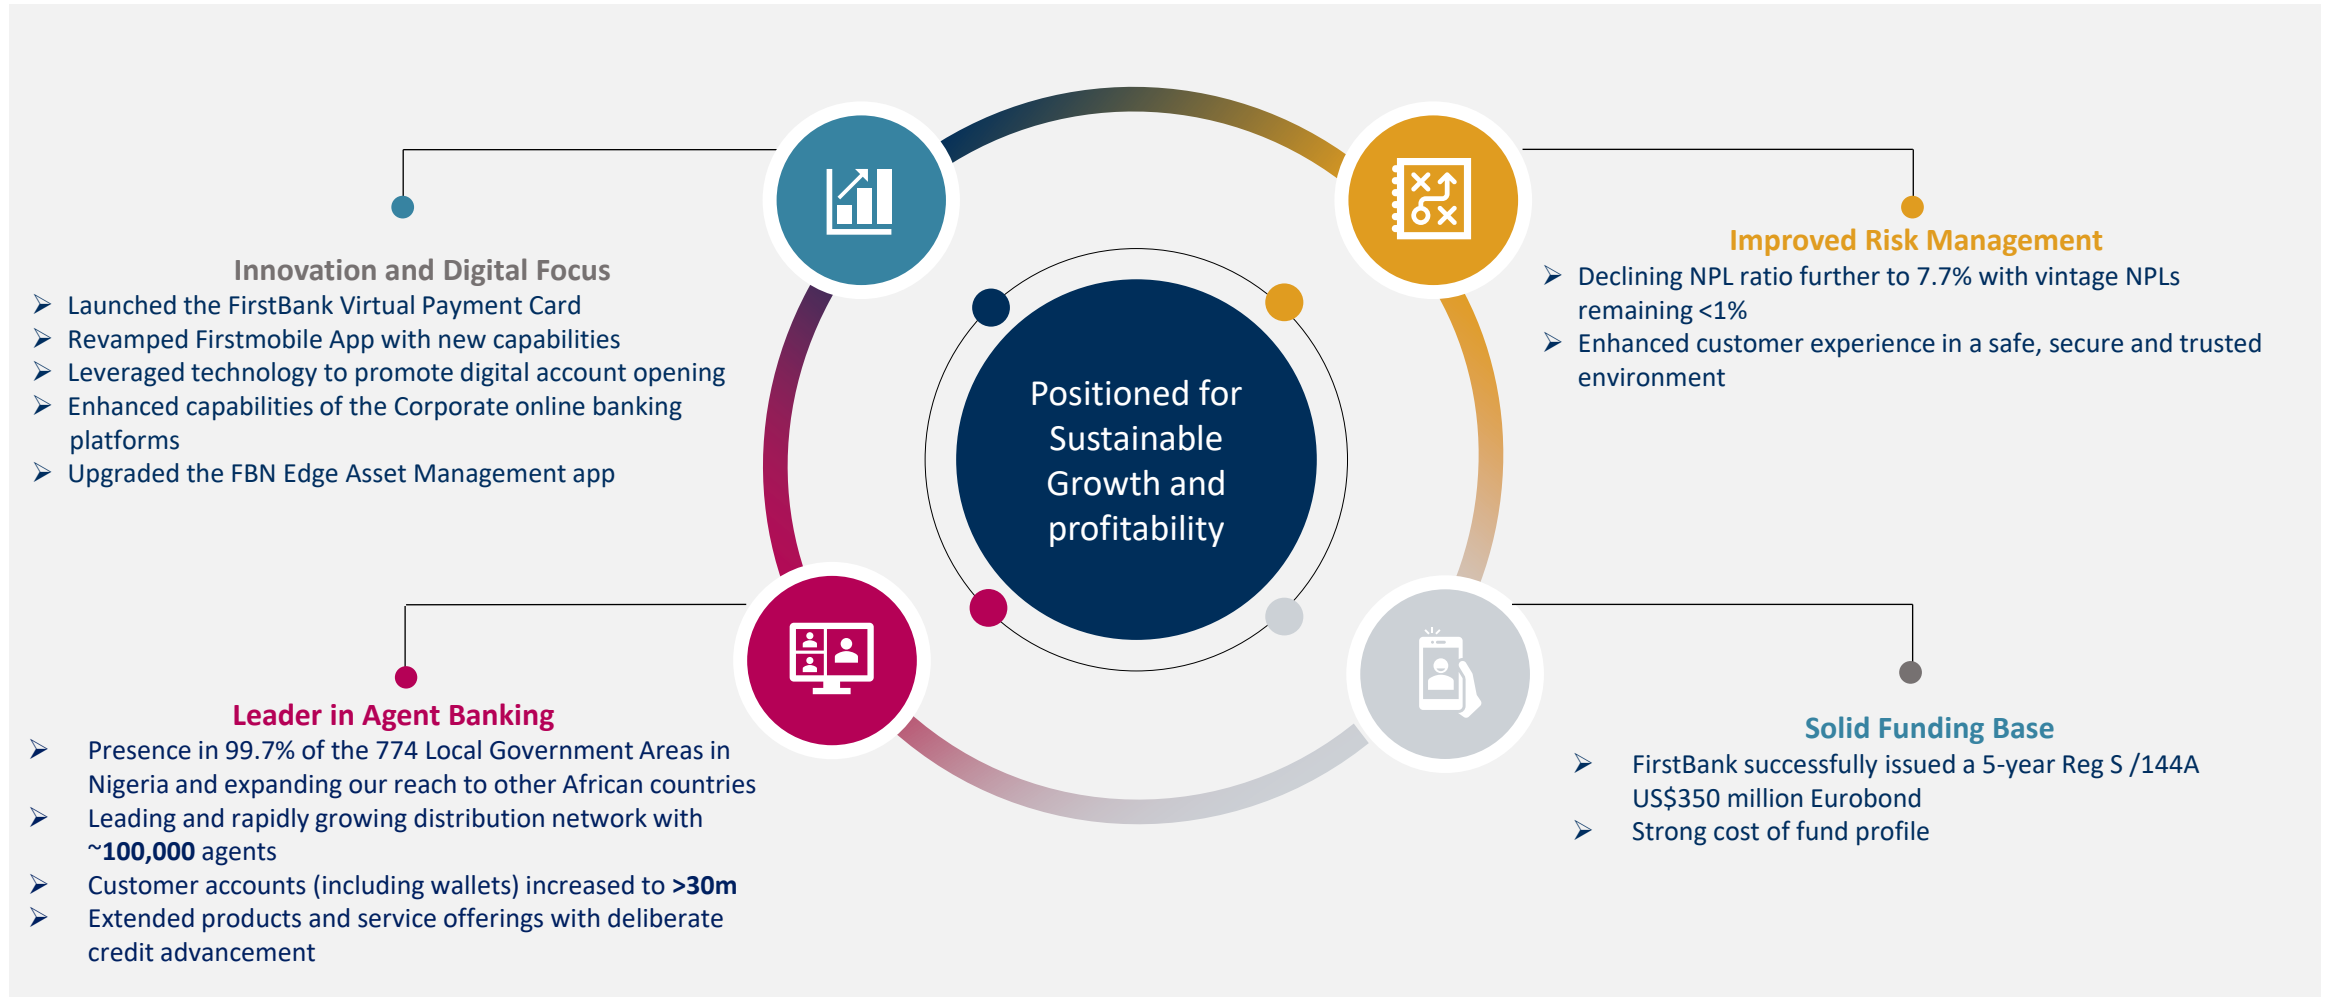 Innovation and Digital Focus
➢ Launched the FirstBank Virtual Payment Card
➢ Revamped Firstmobile App with new capabilities
➢ Leveraged technology to promote digital account opening
➢ Enhanced capabilities of the Corporate online banking
platforms
➢ Upgraded the FBN Edge Asset Management app
Improved Risk Management
➢ Declining NPL ratio further to 7.7% with vintage NPLs
remaining <1%
➢ Enhanced customer experience in a safe, secure and trusted
environment
Positioned for
Sustainable
Growth and
profitability
Leader in Agent Banking
➢ Presence in 99.7% of the 774 Local Government Areas in
Nigeria and expanding our reach to other African countries
➢ Leading and rapidly growing distribution network with
~100,000 agents
➢ Customer accounts (including wallets) increased to >30m
➢ Extended products and service offerings with deliberate
credit advancement
Solid Funding Base
➢ FirstBank successfully issued a 5-year Reg S /144A
US$350 million Eurobond
➢ Strong cost of fund profile